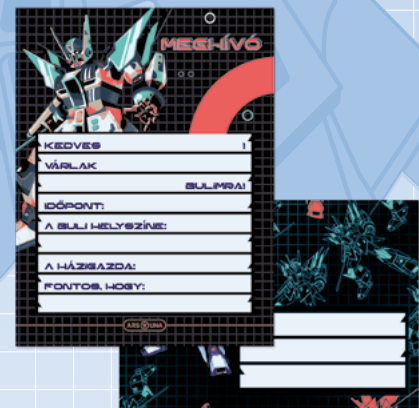 MEGHÍVÓ
KEDVES !
VÁRLAK
BULIMRA!
IDŐPONT:
A BULI HELYSZÍNE:
A HÁZIGAZDA:
FONTOS, HOGY:
ARS UNA